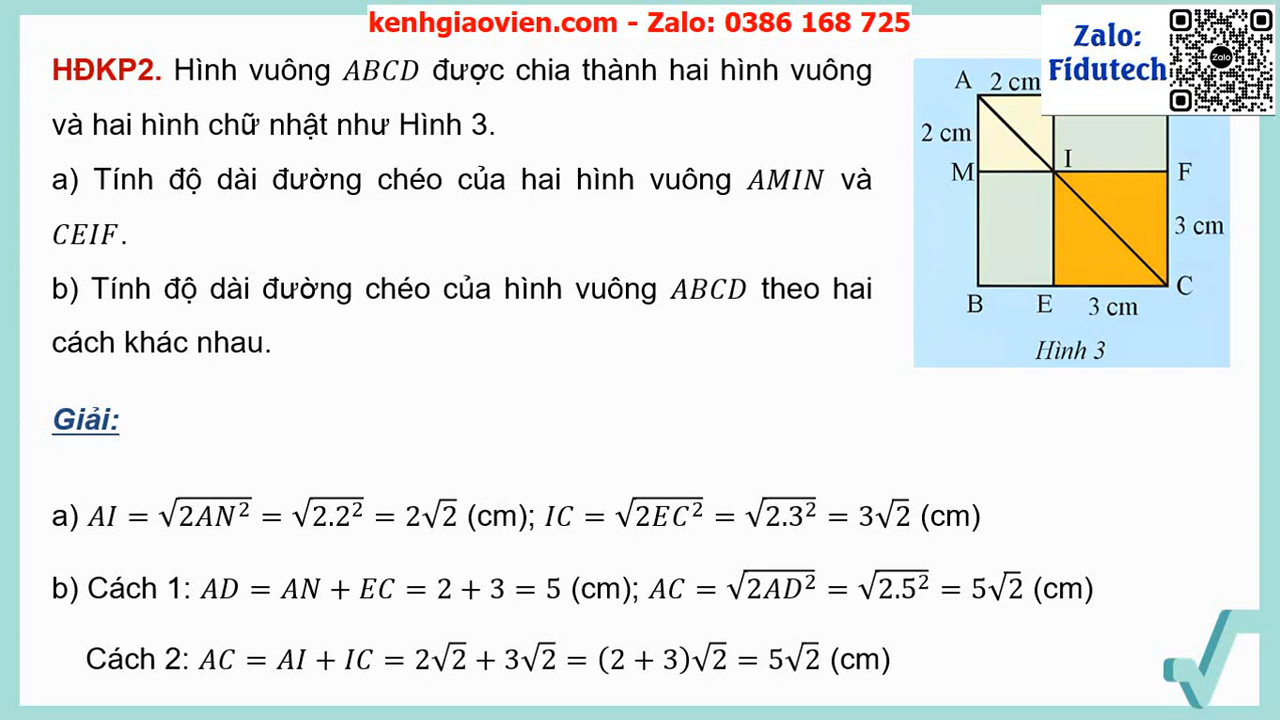 kenhgiaovien.com - Zalo: 0386 168 725
Zalo:
Fidutech
Zalo
HĐKP2. Hình vuông ABCD được chia thành hai hình vuông
và hai hình chữ nhật như Hình 3.
a) Tính độ dài đường chéo của hai hình vuông AMIN và
CEIF.
b) Tính độ dài đường chéo của hình vuông ABCD theo hai
cách khác nhau.
A 2 cm
2 cm
I
M F
3 cm
C
B E 3 cm
Hình 3
Giải:
a) AI = √(2AN²) = √(2.2²) = 2√2 (cm); IC = √(2EC²) = √(2.3²) = 3√2 (cm)
b) Cách 1: AD = AN + EC = 2 + 3 = 5 (cm); AC = √(2AD²) = √(2.5²) = 5√2 (cm)
Cách 2: AC = AI + IC = 2√2 + 3√2 = (2 + 3)√2 = 5√2 (cm)